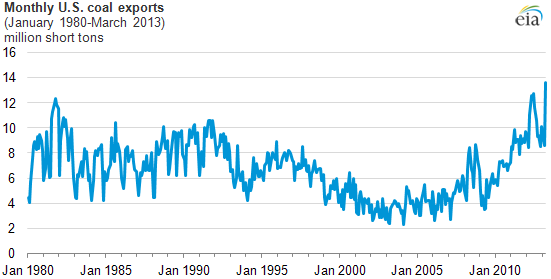 Monthly U.S. coal exports
(January 1980-March 2013)
million short tons
eia
16
14
12
10
8
6
4
2
0
Jan 1980 Jan 1985 Jan 1990 Jan 1995 Jan 2000 Jan 2005 Jan 2010